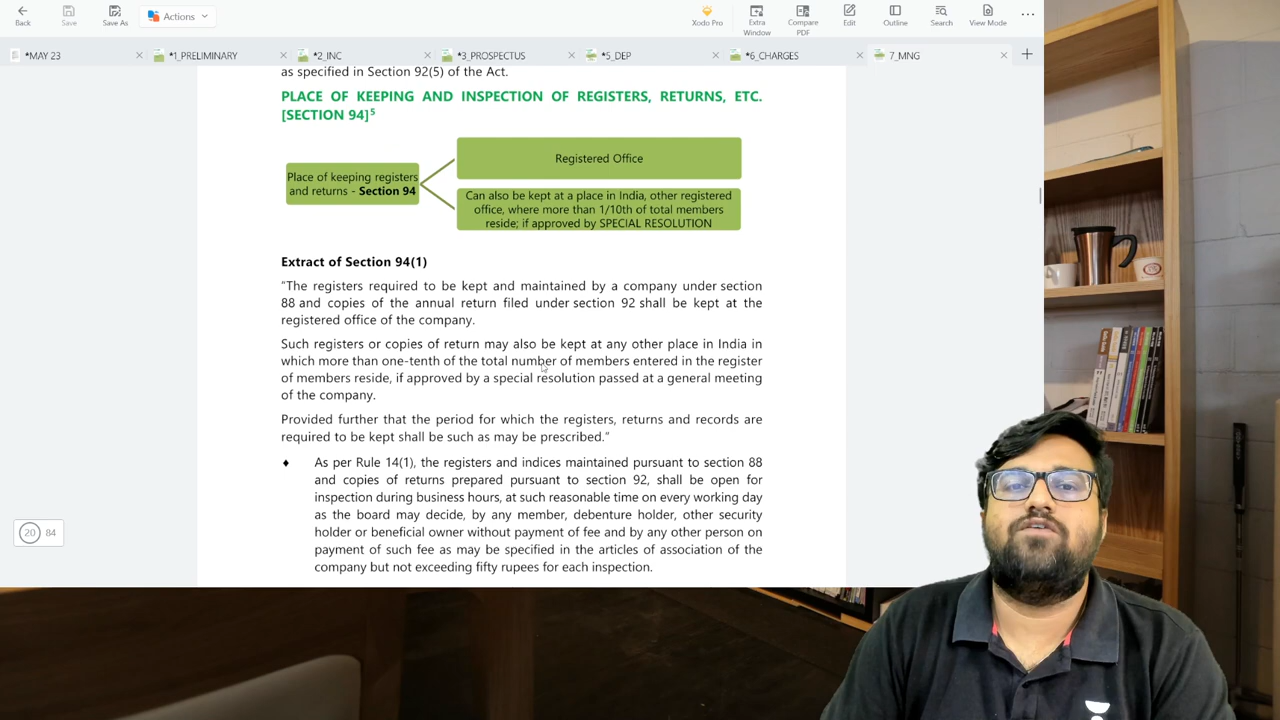 Back
Save
Save As
Actions
Xodo Pro
Extra
Window
Compare
PDF
Edit
Outline
Search
View Mode
*MAY 23
*1_PRELIMINARY
*2_INC
*3_PROSPECTUS
*5_DEP
*6_CHARGES
7_MNG
as specified in Section 92(5) of the Act.
PLACE OF KEEPING AND INSPECTION OF REGISTERS, RETURNS, ETC.
[SECTION 94]5
Place of keeping registers
and returns - Section 94
Registered Office
Can also be kept at a place in India, other registered
office, where more than 1/10th of total members
reside; if approved by SPECIAL RESOLUTION
Extract of Section 94(1)
“The registers required to be kept and maintained by a company under section
88 and copies of the annual return filed under section 92 shall be kept at the
registered office of the company.
Such registers or copies of return may also be kept at any other place in India in
which more than one-tenth of the total number of members entered in the register
of members reside, if approved by a special resolution passed at a general meeting
of the company.
Provided further that the period for which the registers, returns and records are
required to be kept shall be such as may be prescribed.”
♦ As per Rule 14(1), the registers and indices maintained pursuant to section 88
and copies of returns prepared pursuant to section 92, shall be open for
inspection during business hours, at such reasonable time on every working day
as the board may decide, by any member, debenture holder, other security
holder or beneficial owner without payment of fee and by any other person on
payment of such fee as may be specified in the articles of association of the
company but not exceeding fifty rupees for each inspection.
20 84